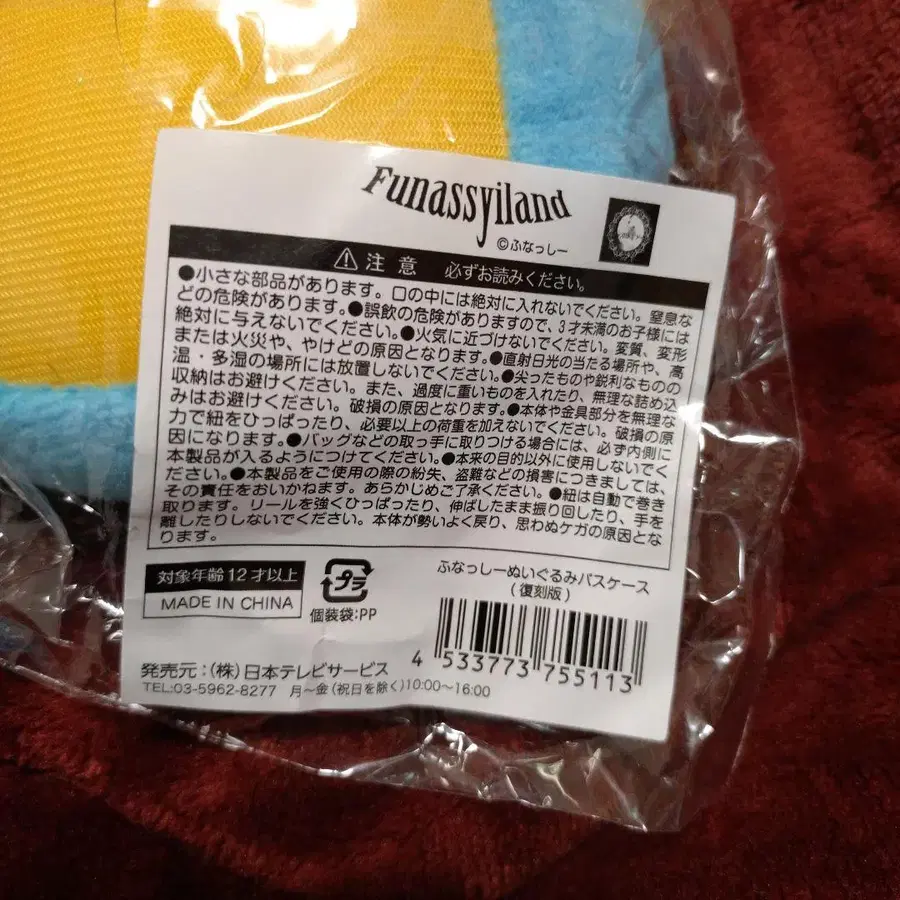 Funassyiland
©ふなっしー
注意 必ずお読みください。
●小さな部品があります。口の中には絶対に入れないでください。窒息な
どの危険があります。●誤飲の危険がありますので、3才未満のお子様には
絶対に与えないでください。●火気に近づけないでください。変質、変形
または火災や、やけどの原因となります。●直射日光の当たる場所や、高
温・多湿の場所には放置しないでください。●尖ったものや鋭利なものの
収納はお避けください。また、過度に重いものを入れたり、無理な詰め込
みはお避けください。破損の原因となります。●本体や金具部分を無理な
力で紐をひっぱったり、必要以上の荷重を加えないでください。破損の原
因になります。●バッグなどの取っ手に取りつける場合には、必ず内側に
本製品が入るようにつけてください。●本来の目的以外に使用しないでく
ださい。●本製品をご使用の際の紛失、盗難などの損害につきましては、
その責任をおいかねます。あらかじめご了承ください。●紐は自動で巻き
取ります。リールを強くひっぱったり、伸ばしたまま振り回したり、手を
離したりしないでください。本体が勢いよく戻り、思わぬケガの原因とな
ります。
対象年齢12才以上
MADE IN CHINA
プラ
個装袋:PP
ふなっしーぬいぐるみパスケース
(復刻版)
4 533773 755113
発売元:(株)日本テレビサービス
TEL:03-5962-8277 月～金(祝日を除く)10:00～16:00